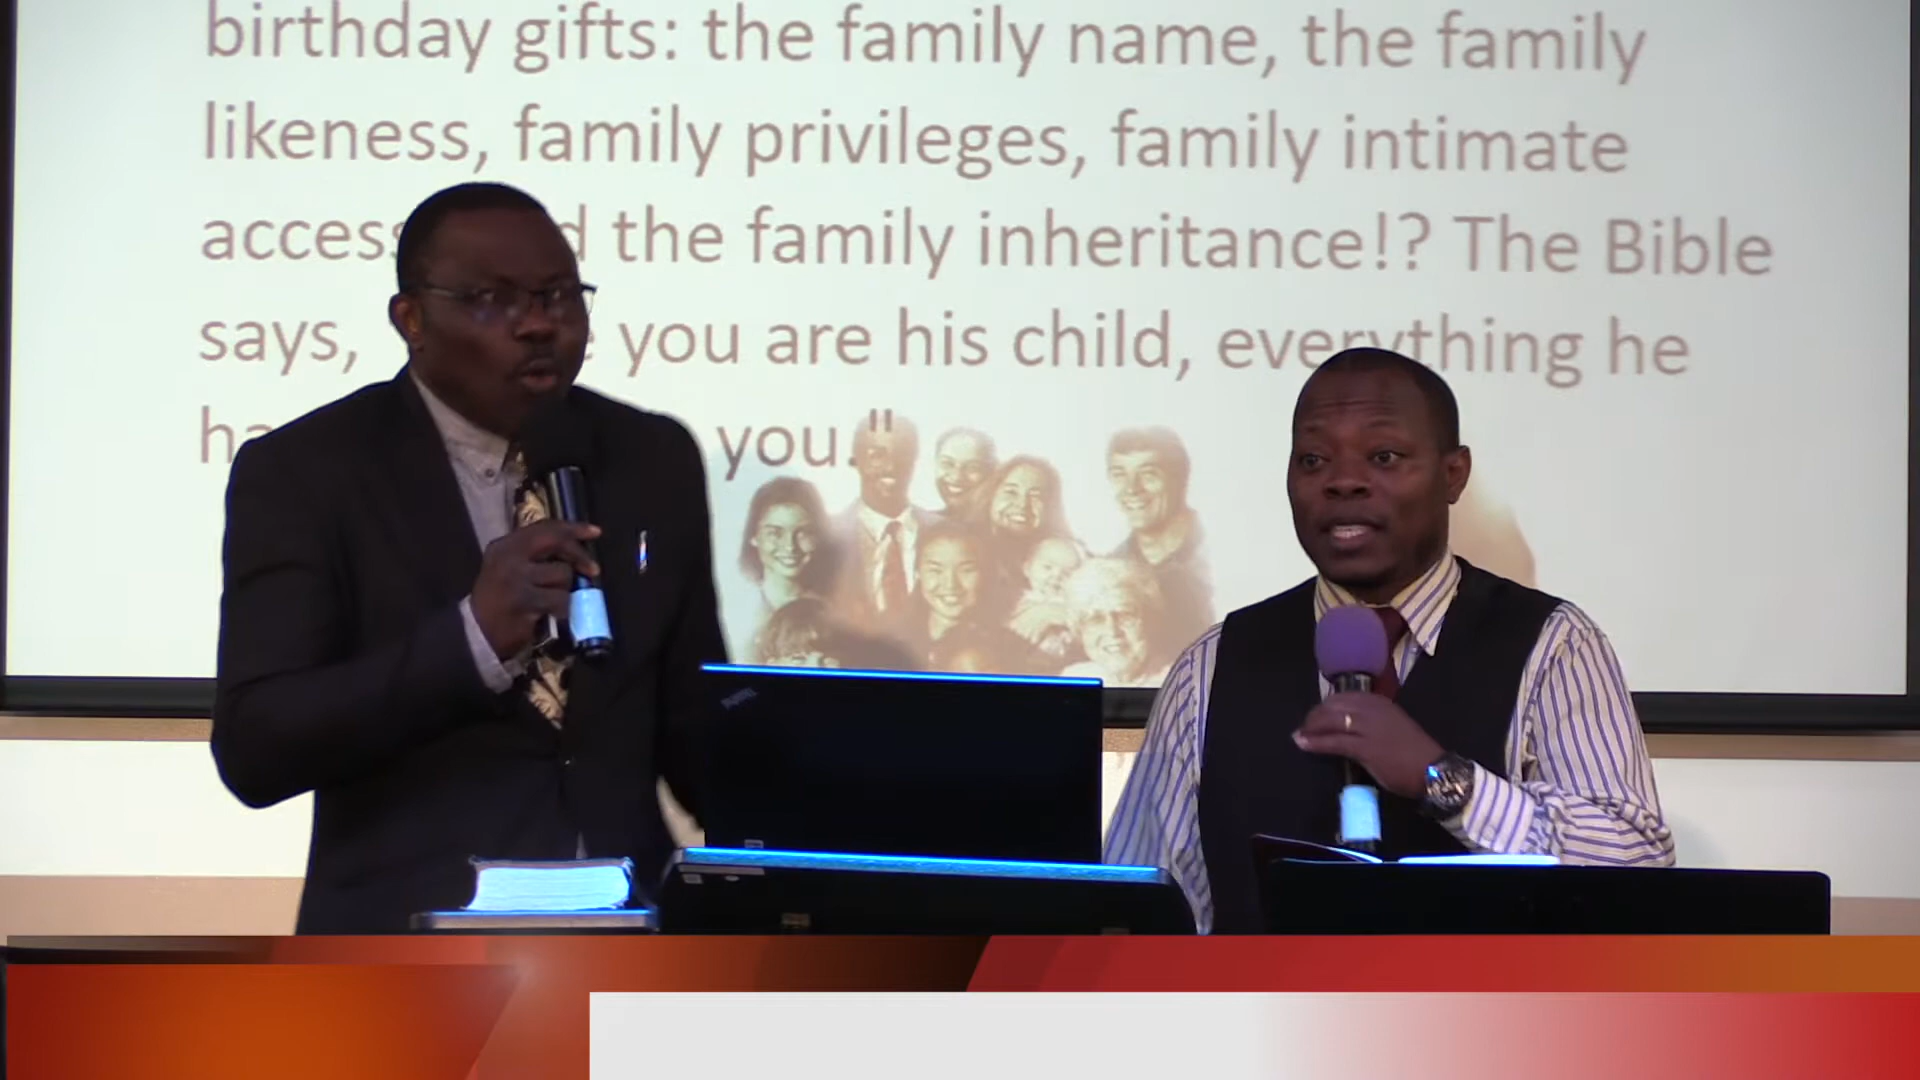 birthday gifts: the family name, the family
likeness, family privileges, family intimate
access the family inheritance!? The Bible
says, you are his child, everything he
you."